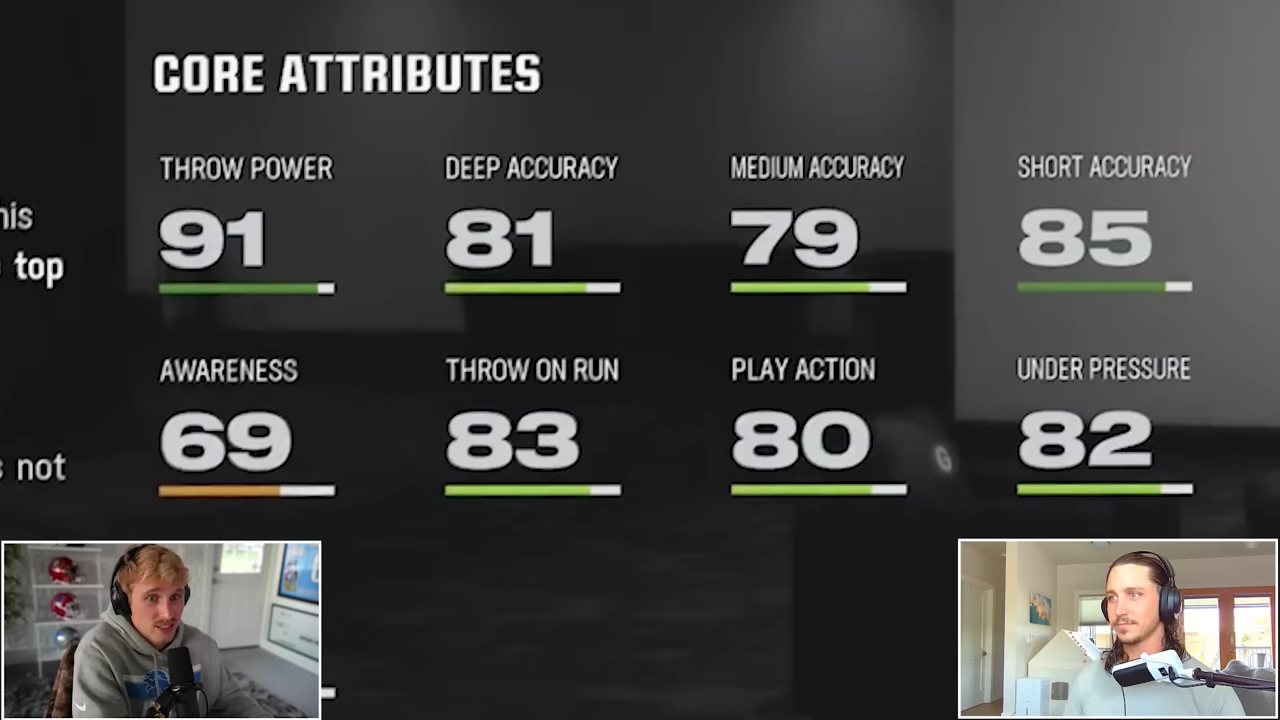 CORE ATTRIBUTES
THROW POWER DEEP ACCURACY MEDIUM ACCURACY SHORT ACCURACY
91 81 79 85
top
AWARENESS THROW ON RUN PLAY ACTION UNDER PRESSURE
69 83 80 82
not